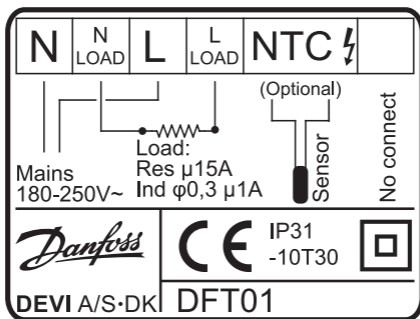 N N LOAD L L LOAD NTC
(Optional)
Load:
Mains Res µ15A
180-250V~ Ind φ0,3 µ1A
Sensor
No connect
Danfoss
CE IP31
-10T30
DEVI A/S·DK DFT01